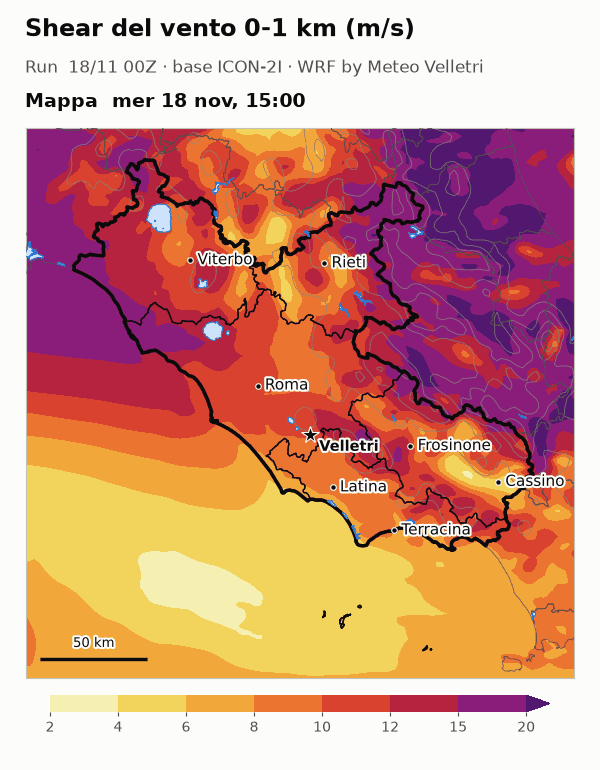 Shear del vento 0-1 km (m/s)
Run  18/11 00Z · base ICON-2I · WRF by Meteo Velletri
Mappa  mer 18 nov, 15:00
Viterbo
Rieti
Roma
Velletri
Frosinone
Cassino
Latina
Terracina
50 km
2 4 6 8 10 12 15 20